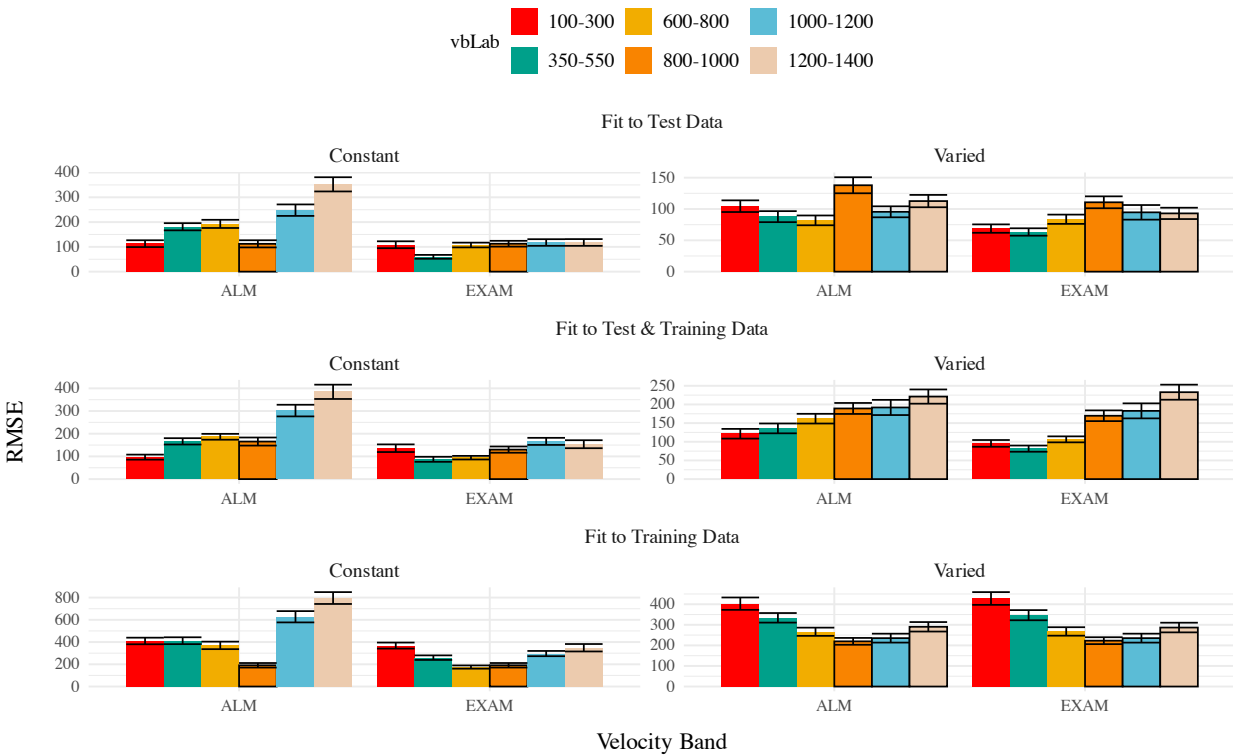 vbLab
100-300 600-800 1000-1200
350-550 800-1000 1200-1400
Fit to Test Data
Constant Varied
400
300
200
100
0
150
100
50
0
ALM EXAM ALM EXAM
Fit to Test & Training Data
Constant Varied
400
300
200
100
0
250
200
150
100
50
0
ALM EXAM ALM EXAM
RMSE
Fit to Training Data
Constant Varied
800
600
400
200
0
400
300
200
100
0
ALM EXAM ALM EXAM
Velocity Band